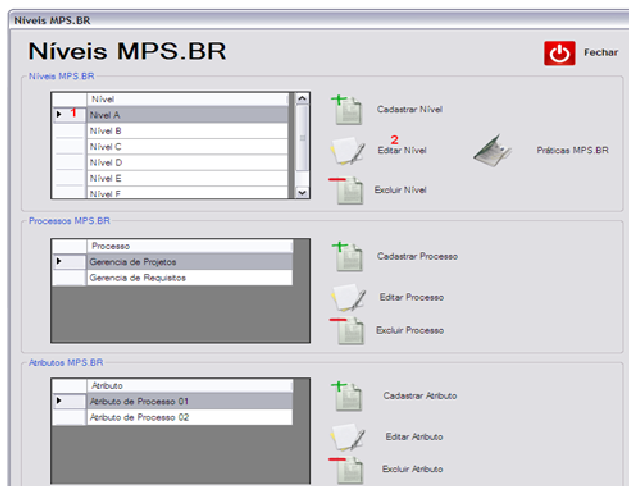 Níveis MPS.BR
Níveis MPS.BR
Fechar
Níveis MPS.BR
Nível
1 Nível A
Nível B
Nível C
Nível D
Nível E
Nível F
Cadastrar Nível
2
Editar Nível
Práticas MPS.BR
Excluir Nível
Processos MPS.BR
Processo
Gerencia de Projetos
Gerencia de Requisitos
Cadastrar Processo
Editar Processo
Excluir Processo
Atributos MPS.BR
Atributo
Atributo de Processo 01
Atributo de Processo 02
Cadastrar Atributo
Editar Atributo
Excluir Atributo